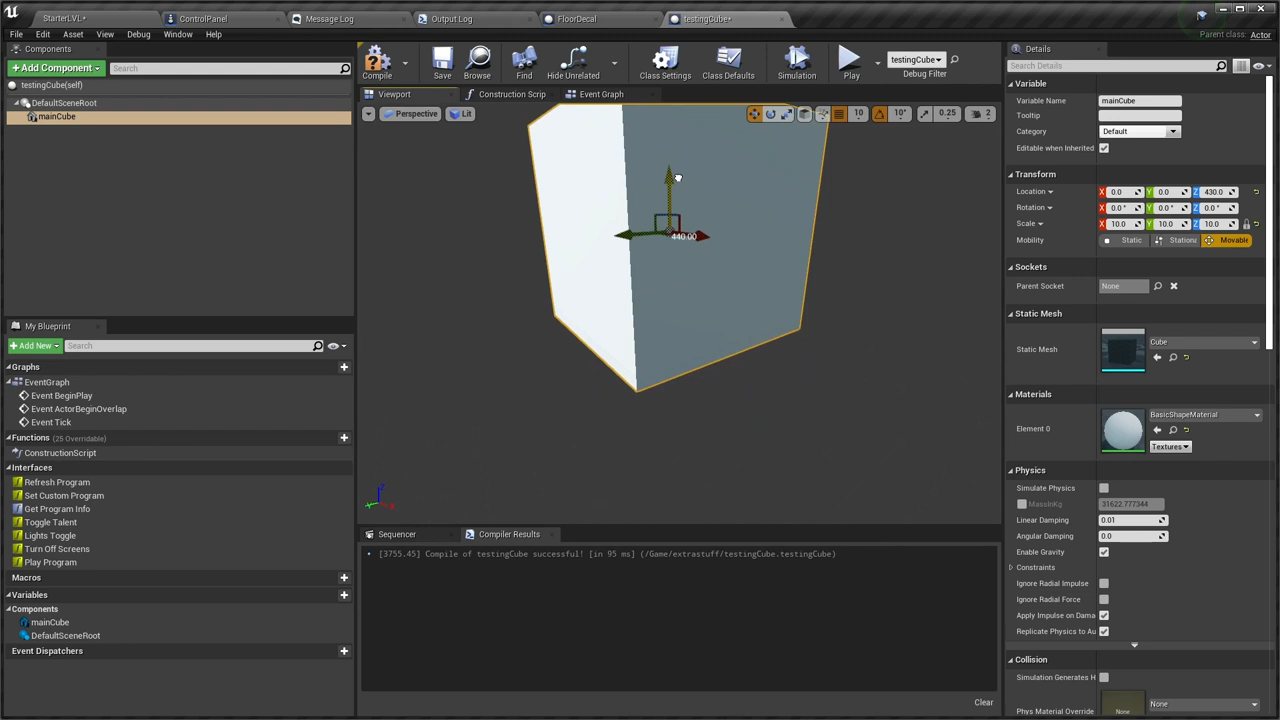 StarterLVL*
ControlPanel
Message Log
Output Log
FloorDecal
testingCube*
File Edit Asset View Debug Window Help
Parent class: Actor
Components
+ Add Component
Search
testingCube(self)
DefaultSceneRoot
mainCube
Compile
Save
Browse
Find
Hide Unrelated
Class Settings
Class Defaults
Simulation
Play
testingCube
Debug Filter
Viewport
Construction Scrip
Event Graph
Perspective
Lit
10
10°
0.25
2
440.00
My Blueprint
+ Add New
Search
Graphs
EventGraph
Event BeginPlay
Event ActorBeginOverlap
Event Tick
Functions (25 Overridable)
ConstructionScript
Interfaces
Refresh Program
Set Custom Program
Get Program Info
Toggle Talent
Lights Toggle
Turn Off Screens
Play Program
Macros
Variables
Components
mainCube
DefaultSceneRoot
Event Dispatchers
Sequencer
Compiler Results
[3755.45] Compile of testingCube successful! [in 95 ms] (/Game/extrastuff/testingCube.testingCube)
Clear
Details
Search Details
Variable
Variable Name mainCube
Tooltip
Category Default
Editable when Inherited
Transform
Location X 0.0 Y 0.0 Z 430.0
Rotation X 0.0° Y 0.0° Z 0.0°
Scale X 10.0 Y 10.0 Z 10.0
Mobility Static Stationa Movable
Sockets
Parent Socket None
Static Mesh
Static Mesh Cube
Materials
Element 0 BasicShapeMaterial
Textures
Physics
Simulate Physics
MassInKg 31622.777344
Linear Damping 0.01
Angular Damping 0.0
Enable Gravity
Constraints
Ignore Radial Impulse
Ignore Radial Force
Apply Impulse on Dama
Replicate Physics to Au
Collision
Simulation Generates H
Phys Material Override None
None